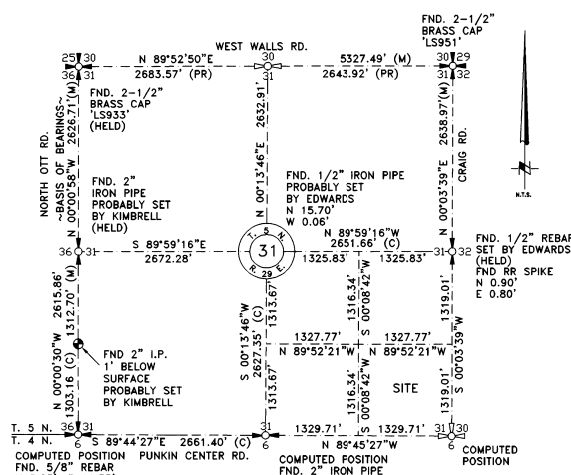 FND. 2-1/2"
BRASS CAP
'LS951'
25 30
36 31
N 89°52'50"E
2683.57' (PR)
WEST WALLS RD.
30
31
5327.49' (M)
2643.92' (PR)
30 29
31 32
FND. 2-1/2"
BRASS CAP
'LS933'
(HELD)
NORTH OTT RD.
~BASIS OF BEARINGS~
N 00°00'58"W
2626.71'(M)
FND. 2"
IRON PIPE
PROBABLY SET
BY KIMBRELL
(HELD)
N 00°13'46"E
2632.91'
FND. 1/2" IRON PIPE
PROBABLY SET
BY EDWARDS
N 15.70'
W 0.06'
N 00°03'39"E
2638.97'(M)
CRAIG RD.
N.T.S.
36 31
S 89°59'16"E
2672.28'
T. 5 N.
31
R. 29 E.
N 89°59'16"W
2651.66' (C)
1325.83' 1325.83'
31 32
FND. 1/2" REBAR
SET BY EDWARDS
(HELD)
FND RR SPIKE
N 0.90'
E 0.80'
N 00°00'30"W
2615.86'
1312.70' (M)
1303.16' (C)
FND 2" I.P.
1' BELOW
SURFACE
PROBABLY SET
BY KIMBRELL
S 00°13'46"W
2627.35' (C)
1313.67'
1313.67'
1316.34'
S 00°08'42"W
1327.77' 1327.77'
N 89°52'21"W N 89°52'21"W
1316.34'
S 00°08'42"W
SITE
1319.01'
S 00°03'39"W
1319.01'
T. 5 N.
T. 4 N.
36 31
6
S 89°44'27"E 2661.40' (C)
31
6
1329.71' 1329.71'
N 89°45'27"W
31
6
COMPUTED POSITION
FND. 5/8" REBAR
PUNKIN CENTER RD.
COMPUTED POSITION
FND. 2" IRON PIPE
COMPUTED
POSITION